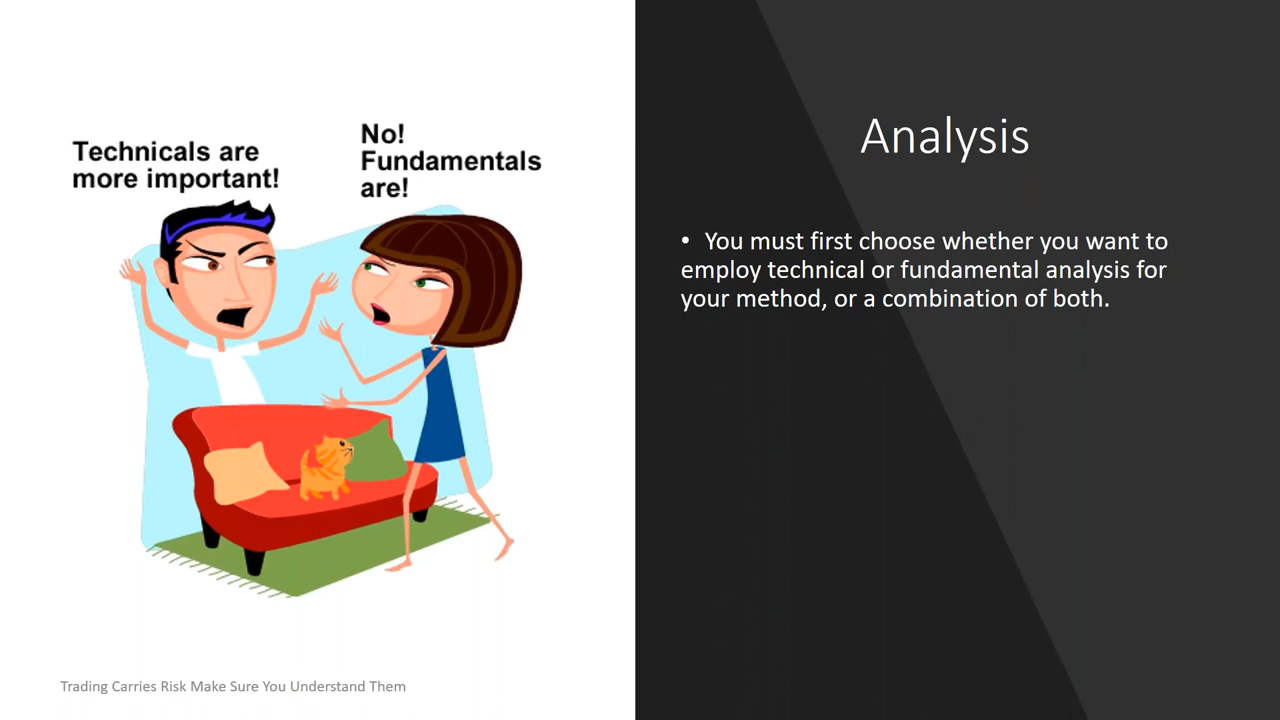 Technicals are
more important!
No!
Fundamentals
are!
Analysis
• You must first choose whether you want to
employ technical or fundamental analysis for
your method, or a combination of both.
Trading Carries Risk Make Sure You Understand Them